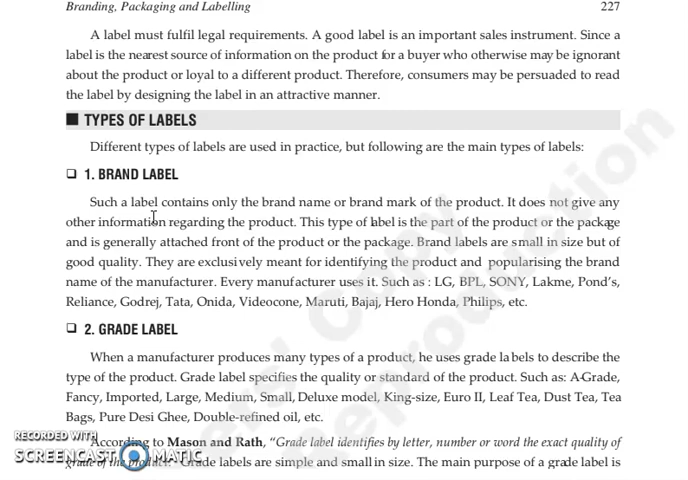 Branding, Packaging and Labelling 227
A label must fulfil legal requirements. A good label is an important sales instrument. Since a
label is the nearest source of information on the product for a buyer who otherwise may be ignorant
about the product or loyal to a different product. Therefore, consumers may be persuaded to read
the label by designing the label in an attractive manner.
TYPES OF LABELS
Different types of labels are used in practice, but following are the main types of labels:
1. BRAND LABEL
Such a label contains only the brand name or brand mark of the product. It does not give any
other information regarding the product. This type of label is the part of the product or the package
and is generally attached front of the product or the package. Brand labels are small in size but of
good quality. They are exclusively meant for identifying the product and popularising the brand
name of the manufacturer. Every manufacturer uses it. Such as : LG, BPL, SONY, Lakme, Pond's,
Reliance, Godrej, Tata, Onida, Videocone, Maruti, Bajaj, Hero Honda, Philips, etc.
2. GRADE LABEL
When a manufacturer produces many types of a product, he uses grade labels to describe the
type of the product. Grade label specifies the quality or standard of the product. Such as: A-Grade,
Fancy, Imported, Large, Medium, Small, Deluxe model, King-size, Euro II, Leaf Tea, Dust Tea, Tea
Bags, Pure Desi Ghee, Double-refined oil, etc.
According to Mason and Rath, "Grade label identifies by letter, number or word the exact quality of
grade of the product." Grade labels are simple and small in size. The main purpose of a grade label is
RECORDED WITH
SCREENCAST MATIC
Copy
Reproduction